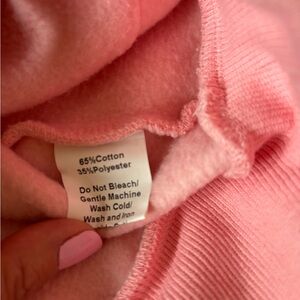 65%Cotton
35%Polyester
Do Not Bleach/
Gentle Machine
Wash Cold/
Wash and Iron